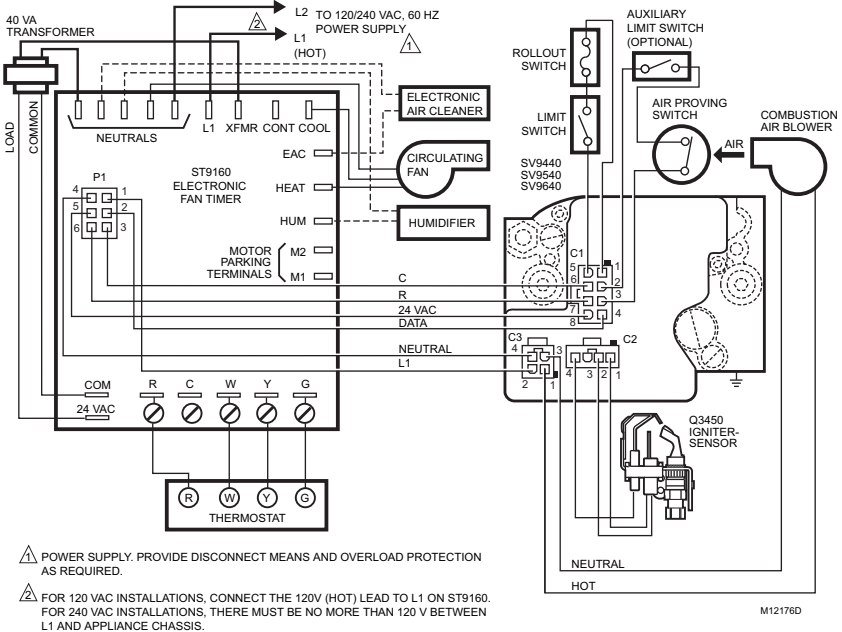 40 VA
TRANSFORMER
2
L2
TO 120/240 VAC, 60 HZ
POWER SUPPLY
1
L1
(HOT)
AUXILIARY
LIMIT SWITCH
(OPTIONAL)
ROLLOUT
SWITCH
LIMIT
SWITCH
AIR PROVING
SWITCH
COMBUSTION
AIR BLOWER
AIR
LOAD
COMMON
NEUTRALS
L1 XFMR CONT COOL
ELECTRONIC
AIR CLEANER
EAC
CIRCULATING
FAN
HEAT
HUM
HUMIDIFIER
ST9160
ELECTRONIC
FAN TIMER
P1
4 1
5 2
6 3
MOTOR
PARKING
TERMINALS
M2
M1
SV9440
SV9540
SV9640
C1
5 1
6 2
3
7
8 4
C
R
24 VAC
DATA
NEUTRAL
L1
C3
4 3
2 1
C2
4 3 2 1
COM
24 VAC
R C W Y G
R W Y G
THERMOSTAT
Q3450
IGNITER-
SENSOR
NEUTRAL
HOT
1 POWER SUPPLY. PROVIDE DISCONNECT MEANS AND OVERLOAD PROTECTION
AS REQUIRED.
2 FOR 120 VAC INSTALLATIONS, CONNECT THE 120V (HOT) LEAD TO L1 ON ST9160.
FOR 240 VAC INSTALLATIONS, THERE MUST BE NO MORE THAN 120 V BETWEEN
L1 AND APPLIANCE CHASSIS.
M12176D